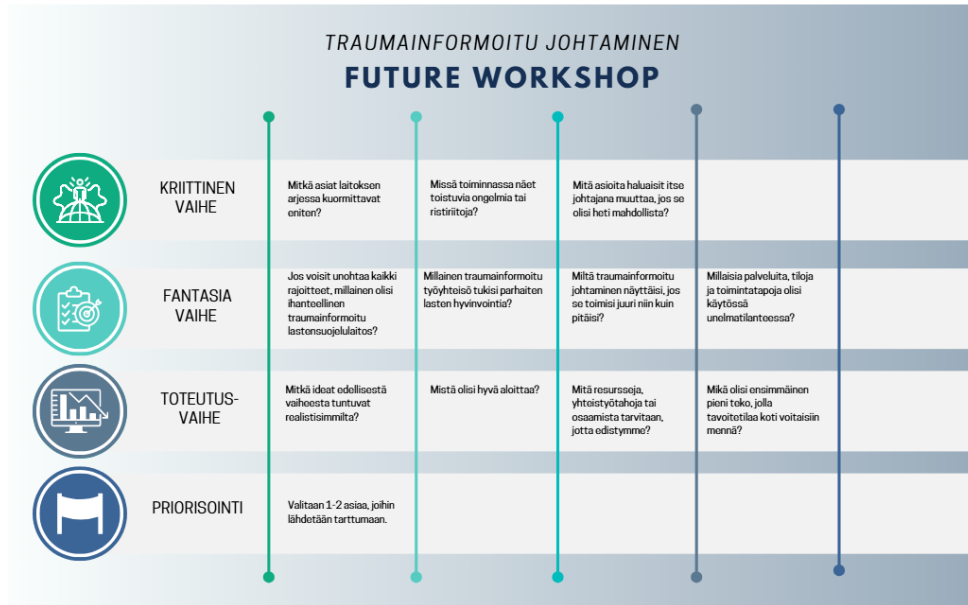 TRAUMAINFORMOITU JOHTAMINEN
FUTURE WORKSHOP
KRIITTINEN
VAIHE
Mitkä asiat laitoksen
arjessa kuormittavat
eniten?
Missä toiminnassa näet
toistuvia ongelmia tai
ristiriitoja?
Mitä asioita haluaisit itse
johtajana muuttaa, jos se
olisi heti mahdollista?
FANTASIA
VAIHE
Jos voisit unohtaa kaikki
rajoitteet, millainen olisi
ihanteellinen
traumainformoitu
lastensuojelulaitos?
Millainen traumainformoitu
työyhteisö tukisi parhaiten
lasten hyvinvointia?
Miltä traumainformoitu
johtaminen näyttäisi, jos
se toimisi juuri niin kuin
pitäisi?
Millaisia palveluita, tiloja
ja toimintatapoja olisi
käytössä
unelmatilanteessa?
TOTEUTUS-
VAIHE
Mitkä ideat edellisestä
vaiheesta tuntuvat
realistisimmilta?
Mistä olisi hyvä aloittaa?
Mitä resursseja,
yhteistyötahoja tai
osaamista tarvitaan,
jotta edistymme?
Mikä olisi ensimmäinen
pieni teko, jolla
tavoitetilaa koti voitaisiin
mennä?
PRIORISOINTI
Valitaan 1-2 asiaa, joihin
lähdetään tarttumaan.